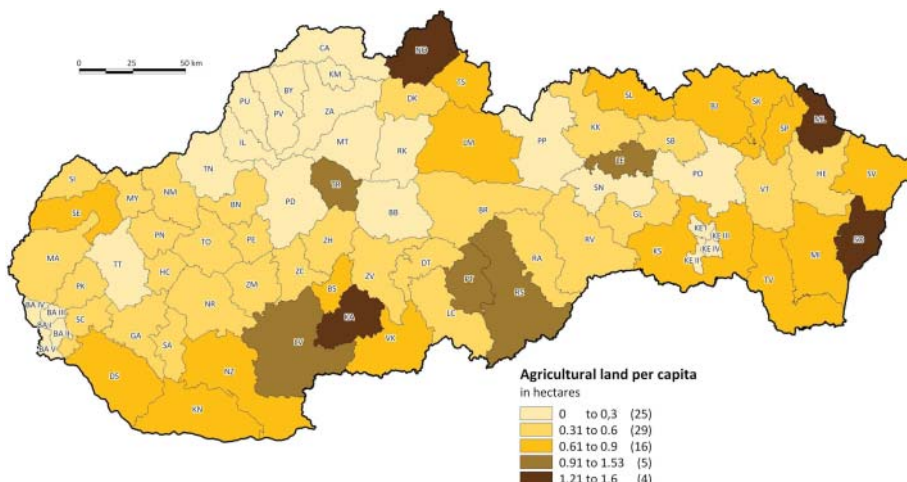 CA
NO
0 25 50 km
KM
TS
BY
DK
SL
PU
PV
ZA
BJ
SK
SP
ML
IL
MT
RK
LM
PP
KK
SB
LE
TN
SI
TR
PO
HE
SV
SN
VT
MY
NM
BN
PD
BB
SE
BR
GL
PN
TO
PE
ZH
KE I
KE III
KE IV
KE II
KS
SO
MA
TT
HC
ZC
DT
RA
RV
TV
MI
PK
ZM
ZV
BS
PT
RS
NR
BA IV
BA III
SC
BA I
BA II
BA V
GA
SA
KA
LC
LV
VK
DS
NZ
KN
Agricultural land per capita
in hectares
0 to 0,3 (25)
0.31 to 0.6 (29)
0.61 to 0.9 (16)
0.91 to 1.53 (5)
1.21 to 1.6 (4)